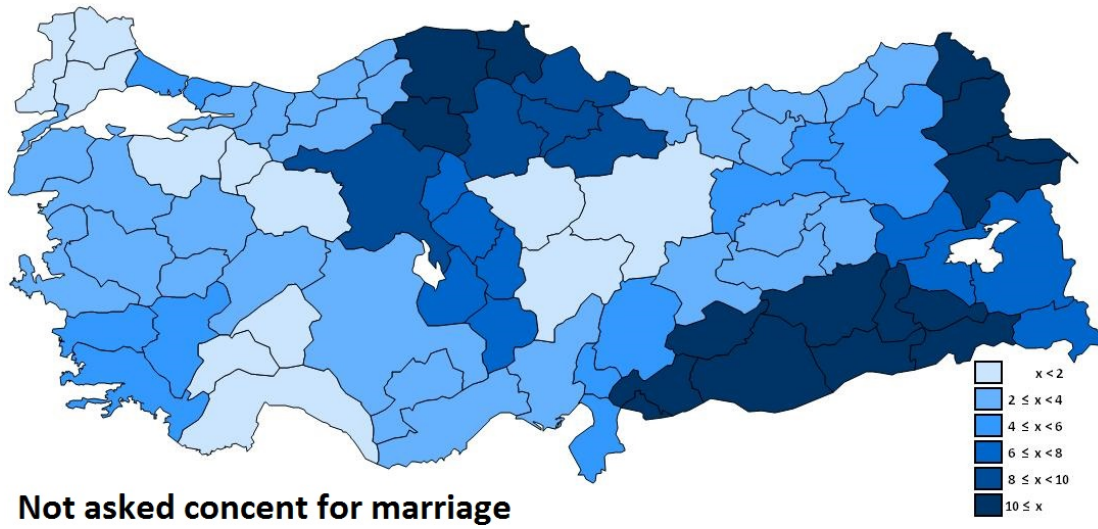 x < 2
2 ≤ x < 4
4 ≤ x < 6
6 ≤ x < 8
8 ≤ x < 10
10 ≤ x
Not asked concent for marriage